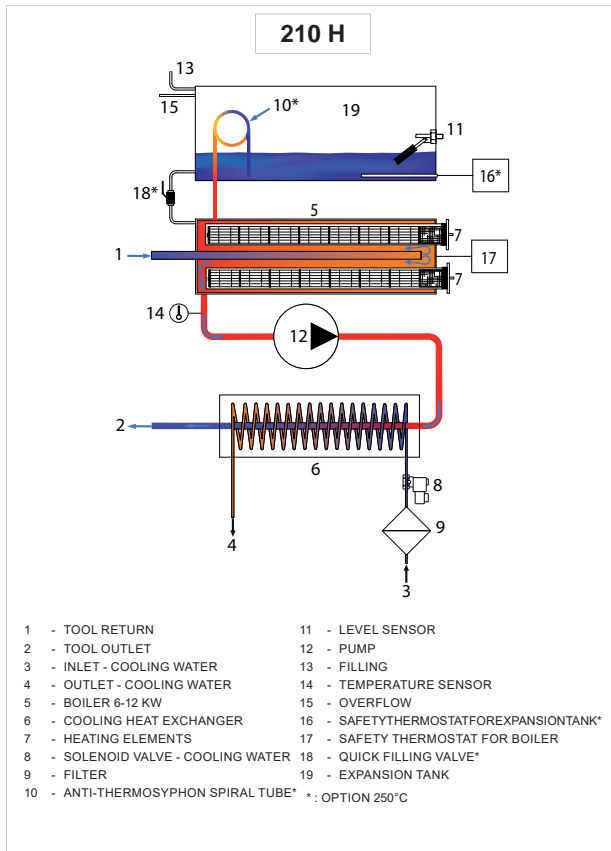 210 H
13
15
10*
19
11
16*
18*
5
7
1
17
7
14
12
2
6
8
4
9
3
1 - TOOL RETURN
2 - TOOL OUTLET
3 - INLET - COOLING WATER
4 - OUTLET - COOLING WATER
5 - BOILER 6-12 KW
6 - COOLING HEAT EXCHANGER
7 - HEATING ELEMENTS
8 - SOLENOID VALVE - COOLING WATER
9 - FILTER
10 - ANTI-THERMOSYPHON SPIRAL TUBE*
11 - LEVEL SENSOR
12 - PUMP
13 - FILLING
14 - TEMPERATURE SENSOR
15 - OVERFLOW
16 - SAFETYTHERMOSTATFOREXPANSIONTANK*
17 - SAFETY THERMOSTAT FOR BOILER
18 - QUICK FILLING VALVE*
19 - EXPANSION TANK
* : OPTION 250°C